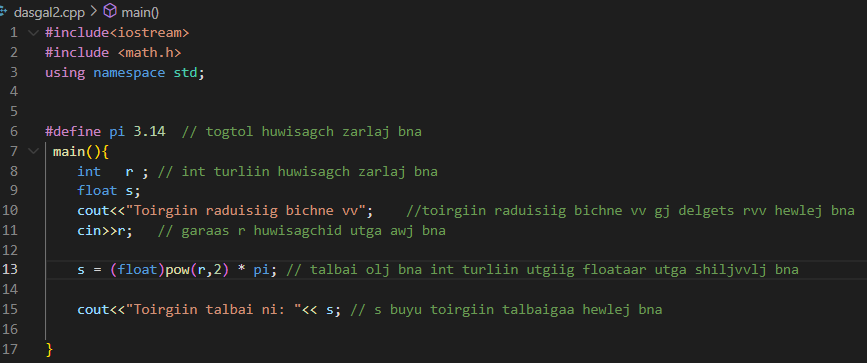 dasgal2.cpp > main()
1 #include<iostream>
2 #include <math.h>
3 using namespace std;
4
5
6 #define pi 3.14 // togtol huwisagch zarlaj bna
7 main(){
8 int r ; // int turliin huwisagch zarlaj bna
9 float s;
10 cout<<"Toirgiin raduisiig bichne vv"; //toirgiin raduisiig bichne vv gj delgets rvv hewlej bna
11 cin>>r; // garaas r huwisagchid utga awj bna
12
13 s = (float)pow(r,2) * pi; // talbai olj bna int turliin utgiig floataar utga shiljvvlj bna
14
15 cout<<"Toirgiin talbai ni: "<< s; // s buyu toirgiin talbaigaa hewlej bna
16
17 }